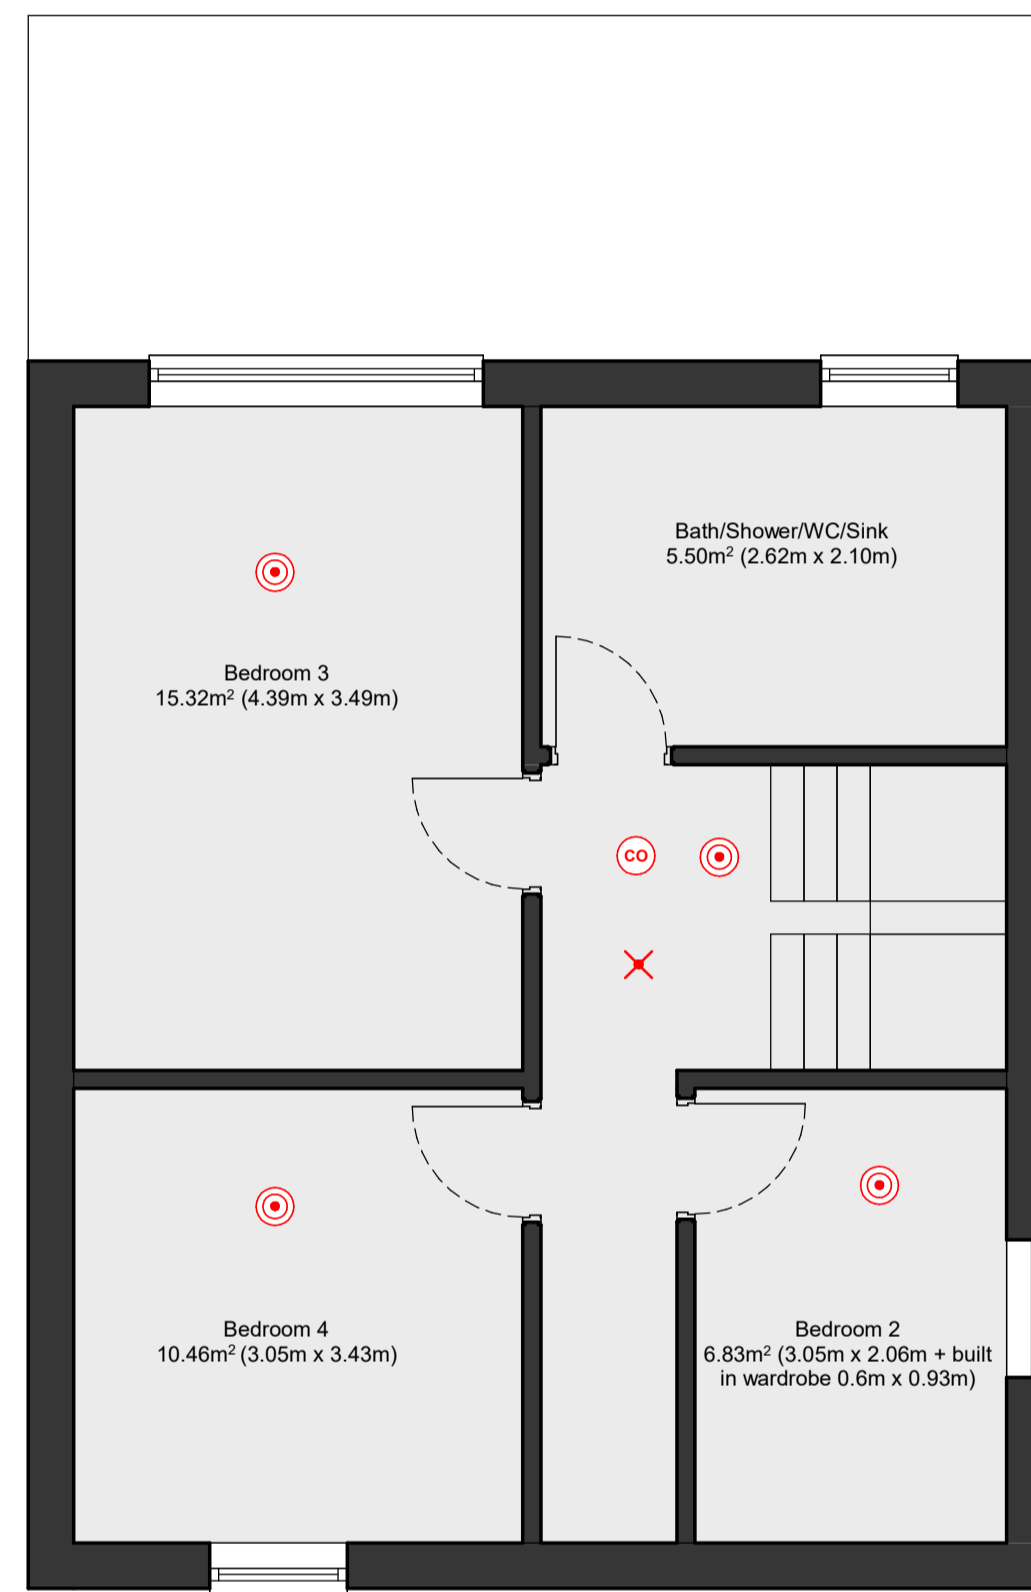 Bath/Shower/WC/Sink
5.50m² (2.62m x 2.10m)
Bedroom 3
15.32m² (4.39m x 3.49m)
CO
Bedroom 4
10.46m² (3.05m x 3.43m)
Bedroom 2
6.83m² (3.05m x 2.06m + built
in wardrobe 0.6m x 0.93m)